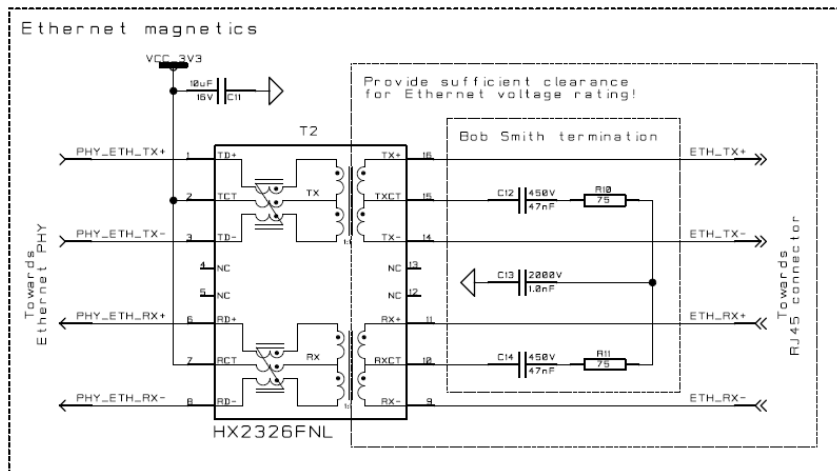 Ethernet magnetics
VCC_3V3
10uF
16V
C11
Provide sufficient clearance
for Ethernet voltage rating!
T2
Bob Smith termination
PHY_ETH_TX+
1
TD+
TX+
16
ETH_TX+
2
TCT
TX
TXCT
15
C12
450V
47nF
R10
75
PHY_ETH_TX-
3
TD-
1:1
TX-
14
ETH_TX-
4
NC
NC
13
C13
2000V
1.0nF
5
NC
NC
12
Towards
Ethernet PHY
Towards
RJ45 connector
PHY_ETH_RX+
6
RD+
RX+
11
ETH_RX+
7
RCT
RX
RXCT
10
C14
450V
47nF
R11
75
PHY_ETH_RX-
8
RD-
1:1
RX-
9
ETH_RX-
HX2326FNL